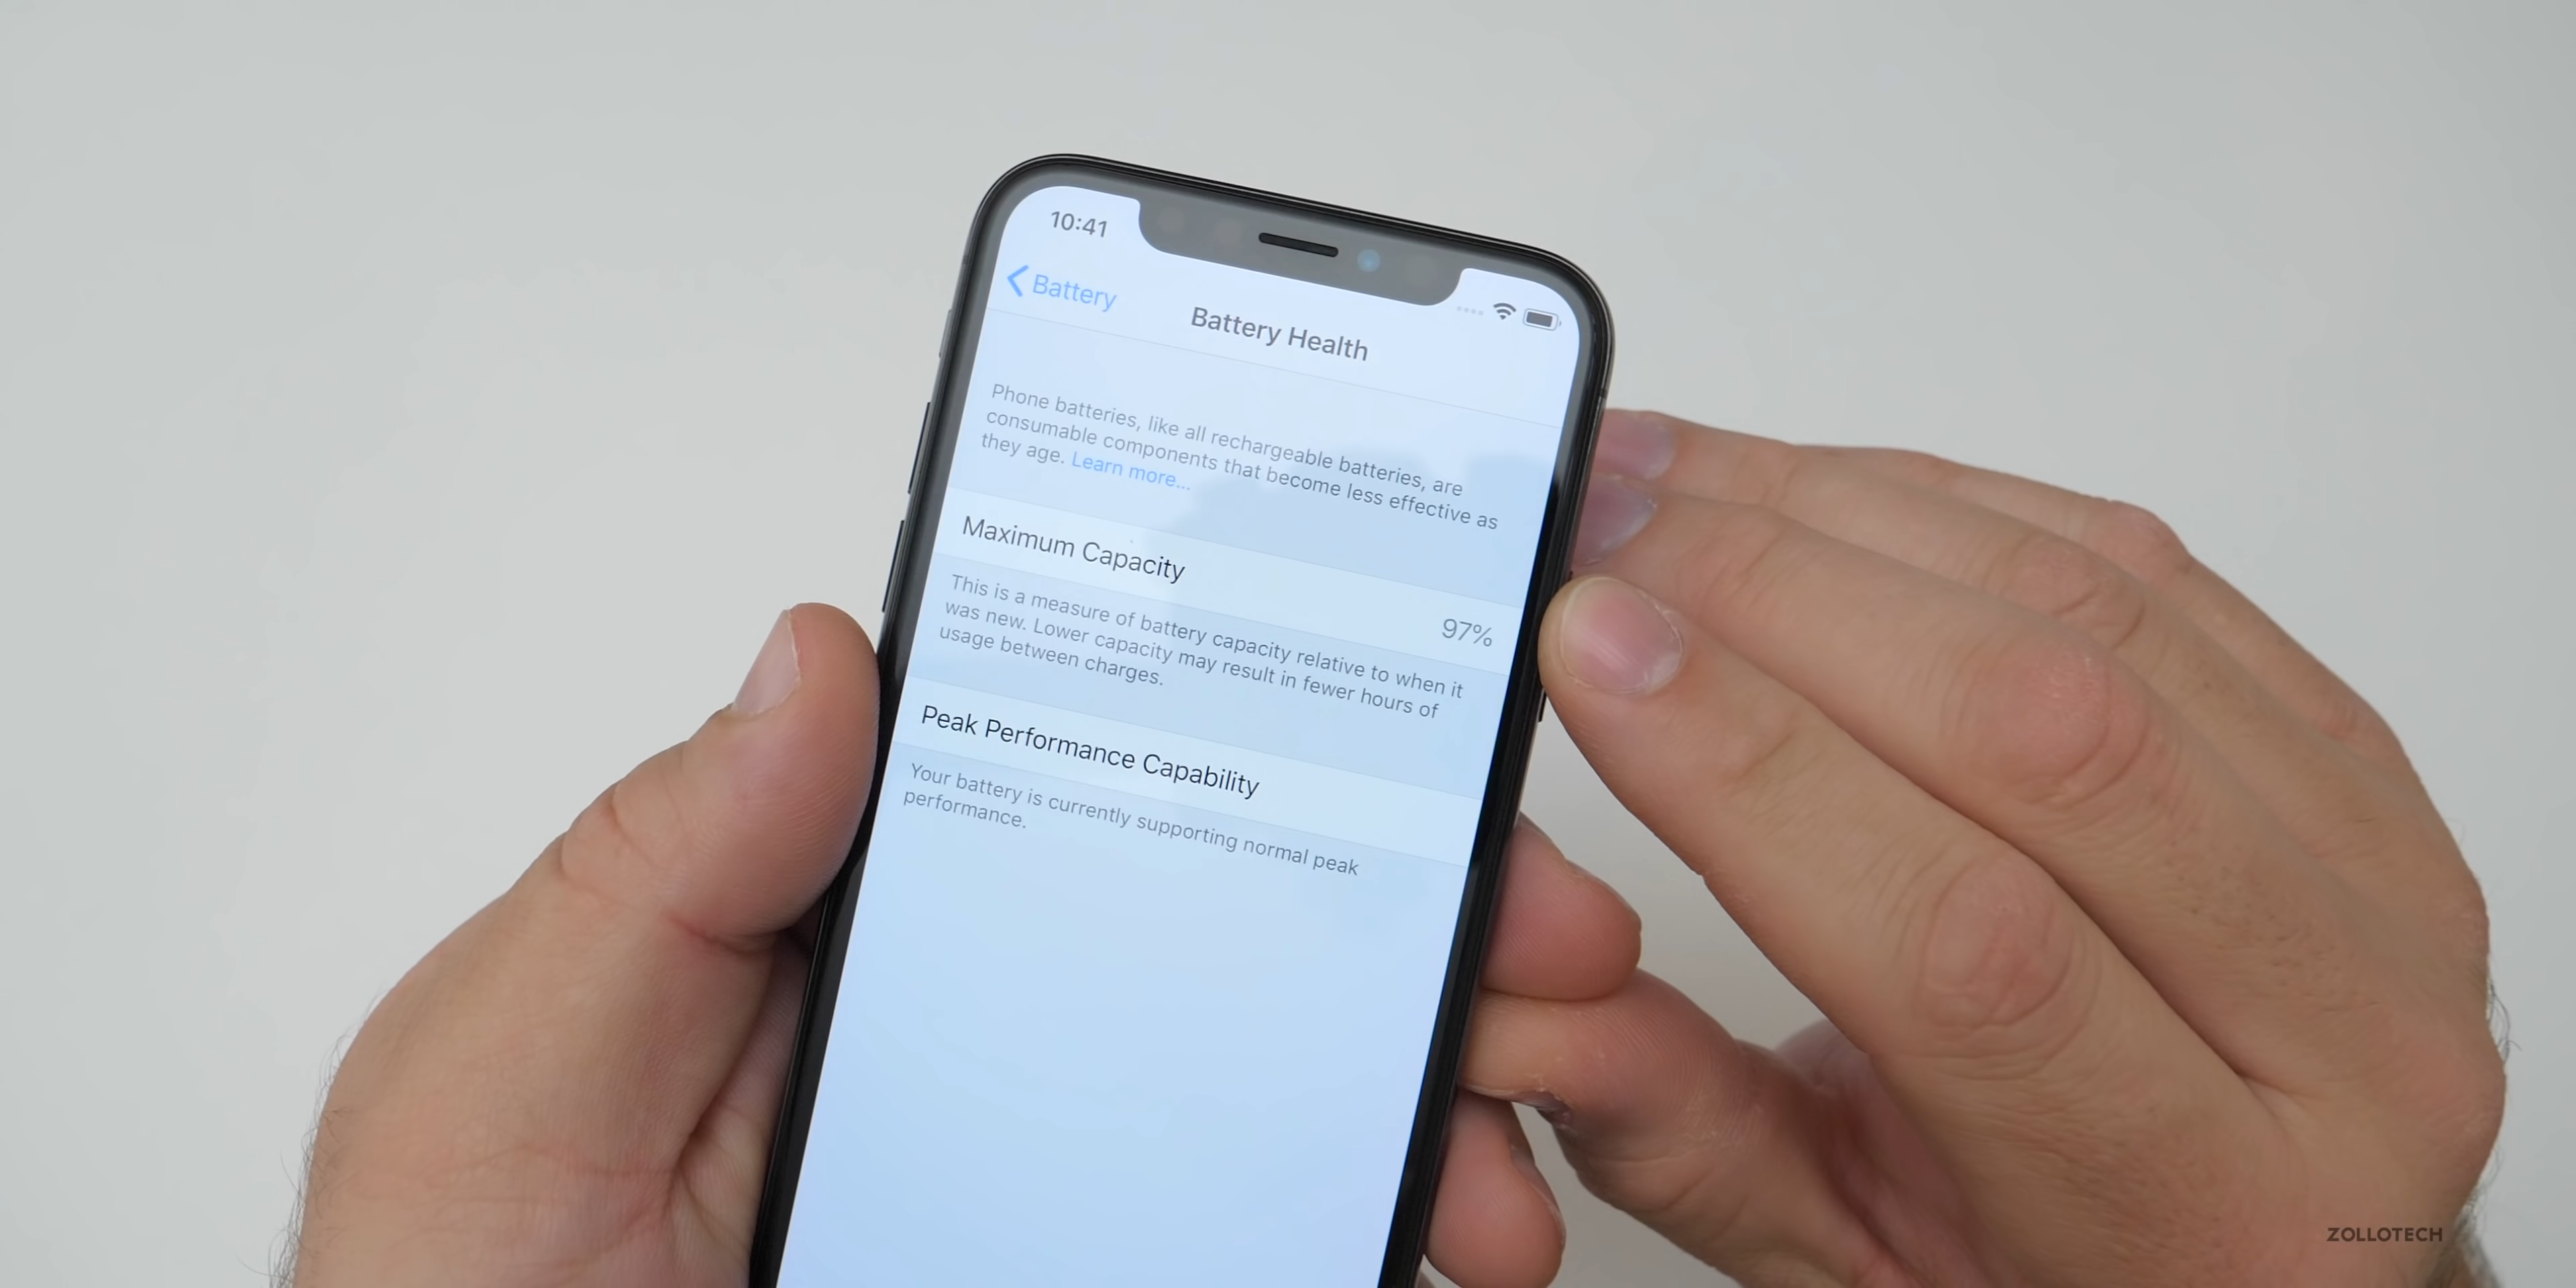 10:41
Battery
Battery Health
Phone batteries, like all rechargeable batteries, are
consumable components that become less effective as
they age. Learn more...
Maximum Capacity
97%
This is a measure of battery capacity relative to when it
was new. Lower capacity may result in fewer hours of
usage between charges.
Peak Performance Capability
Your battery is currently supporting normal peak
performance.
ZOLLOTECH